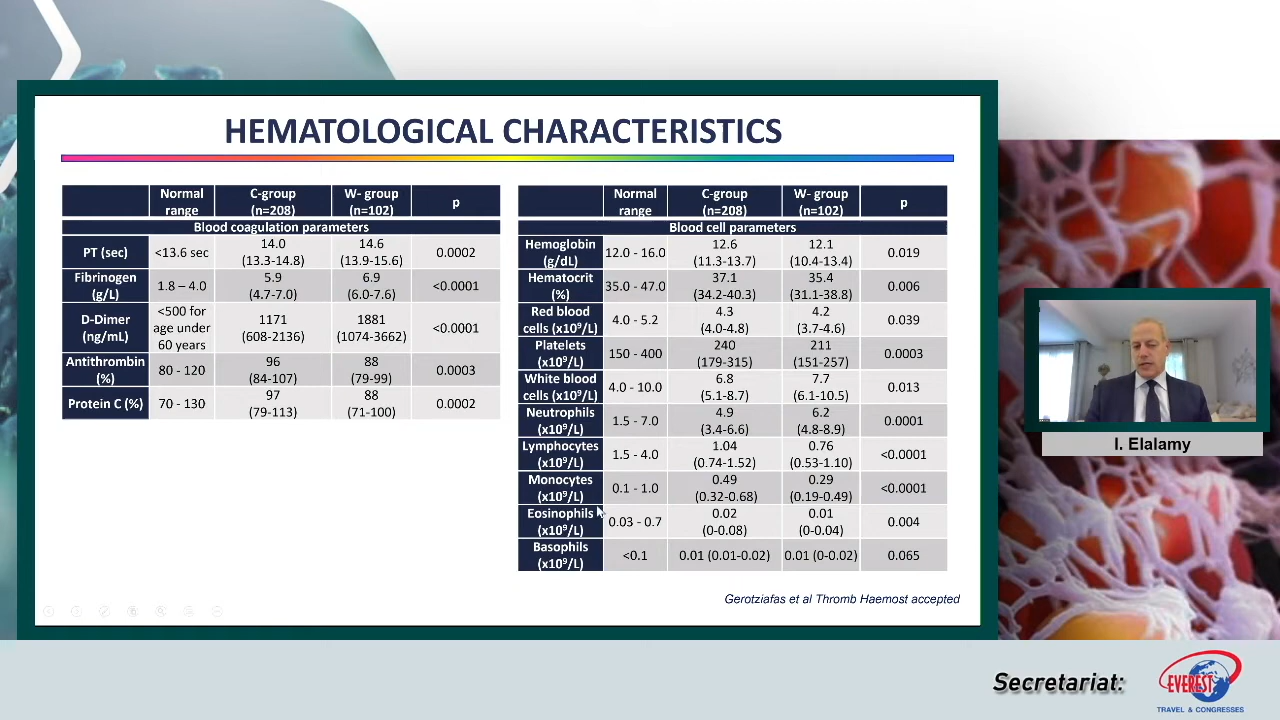 HEMATOLOGICAL CHARACTERISTICS
Normal range C-group (n=208) W- group (n=102) p
Blood coagulation parameters
PT (sec) <13.6 sec 14.0 (13.3-14.8) 14.6 (13.9-15.6) 0.0002
Fibrinogen (g/L) 1.8 – 4.0 5.9 (4.7-7.0) 6.9 (6.0-7.6) <0.0001
D-Dimer (ng/mL) <500 for age under 60 years 1171 (608-2136) 1881 (1074-3662) <0.0001
Antithrombin (%) 80 - 120 96 (84-107) 88 (79-99) 0.0003
Protein C (%) 70 - 130 97 (79-113) 88 (71-100) 0.0002
Normal range C-group (n=208) W- group (n=102) p
Blood cell parameters
Hemoglobin (g/dL) 12.0 - 16.0 12.6 (11.3-13.7) 12.1 (10.4-13.4) 0.019
Hematocrit (%) 35.0 - 47.0 37.1 (34.2-40.3) 35.4 (31.1-38.8) 0.006
Red blood cells (x10⁹/L) 4.0 - 5.2 4.3 (4.0-4.8) 4.2 (3.7-4.6) 0.039
Platelets (x10⁹/L) 150 - 400 240 (179-315) 211 (151-257) 0.0003
White blood cells (x10⁹/L) 4.0 - 10.0 6.8 (5.1-8.7) 7.7 (6.1-10.5) 0.013
Neutrophils (x10⁹/L) 1.5 - 7.0 4.9 (3.4-6.6) 6.2 (4.8-8.9) 0.0001
Lymphocytes (x10⁹/L) 1.5 - 4.0 1.04 (0.74-1.52) 0.76 (0.53-1.10) <0.0001
Monocytes (x10⁹/L) 0.1 - 1.0 0.49 (0.32-0.68) 0.29 (0.19-0.49) <0.0001
Eosinophils (x10⁹/L) 0.03 - 0.7 0.02 (0-0.08) 0.01 (0-0.04) 0.004
Basophils (x10⁹/L) <0.1 0.01 (0.01-0.02) 0.01 (0-0.02) 0.065
Gerotziafas et al Thromb Haemost accepted
I. Elalamy
Secretariat:
EVEREST
TRAVEL & CONGRESSES